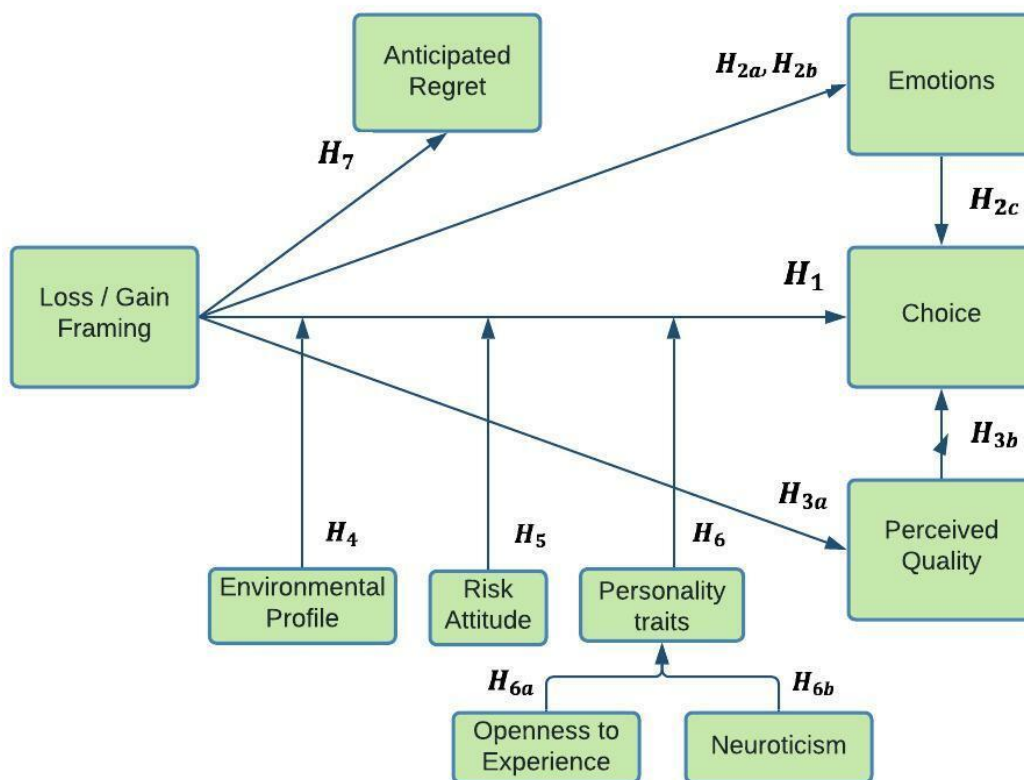 Anticipated
Regret
H2a, H2b
Emotions
H7
H2c
Loss / Gain
Framing
H1
Choice
H3b
H3a
Perceived
Quality
H4
H5
H6
Environmental
Profile
Risk
Attitude
Personality
traits
H6a
H6b
Openness to
Experience
Neuroticism